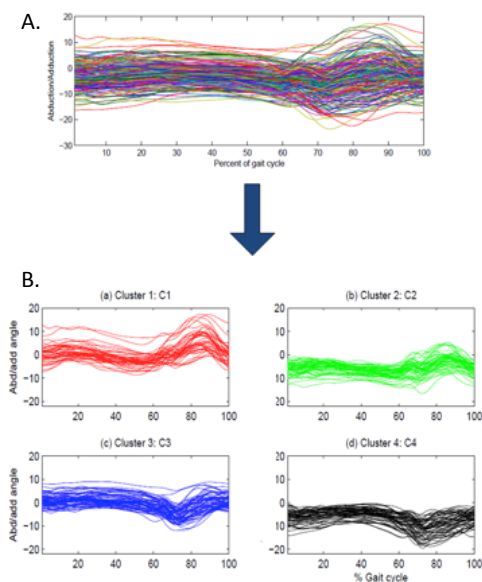 A.
20
10
0
−10
−20
−30
Abduction/Adduction
10 20 30 40 50 60 70 80 90 100
Percent of gait cycle
B.
(a) Cluster 1: C1
(b) Cluster 2: C2
20
10
0
-10
-20
Abd/add angle
20 40 60 80 100
20
10
0
-10
-20
20 40 60 80 100
(c) Cluster 3: C3
(d) Cluster 4: C4
20
10
0
-10
-20
Abd/add angle
20 40 60 80 100
20
10
0
-10
-20
20 40 60 80 100
% Gait cycle